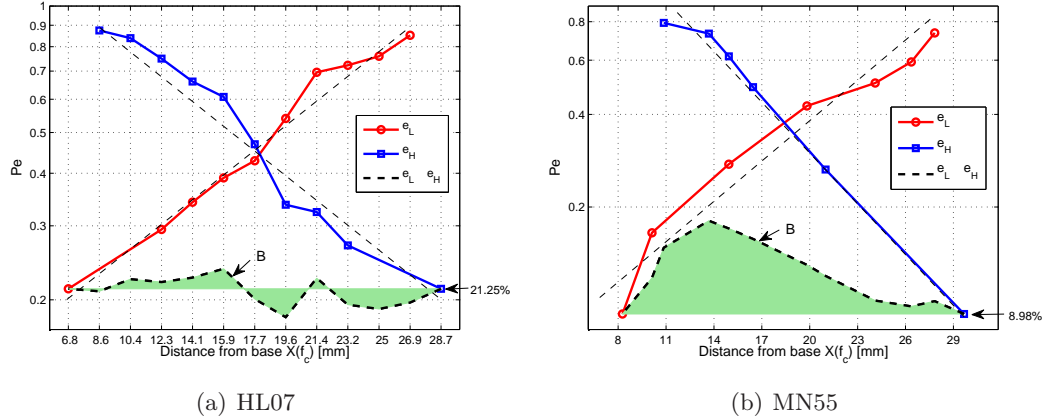 1
0.9
0.8
0.7
0.6
0.5
0.4
0.3
0.2
Pe
e_L
e_H
e_L e_H
B
21.25%
6.8 8.6 10.4 12.3 14.1 15.9 17.7 19.6 21.4 23.2 25 26.9 28.7
Distance from base X(f_c) [mm]
(a) HL07
0.8
0.6
0.4
0.2
Pe
e_L
e_H
e_L e_H
B
8.98%
8 11 14 17 20 23 26 29
Distance from base X(f_c) [mm]
(b) MN55